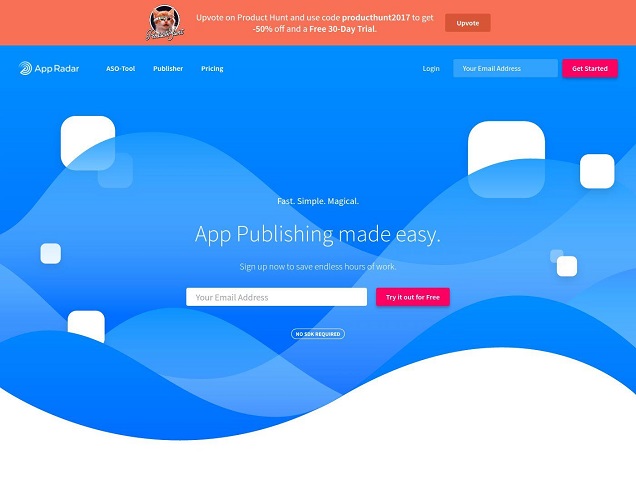 Upvote on Product Hunt and use code producthunt2017 to get
-50% off and a Free 30-Day Trial.
Upvote
App Radar
ASO-Tool
Publisher
Pricing
Login
Your Email Address
Get Started
Fast. Simple. Magical.
App Publishing made easy.
Sign up now to save endless hours of work.
Your Email Address
Try it out for Free
NO SDK REQUIRED